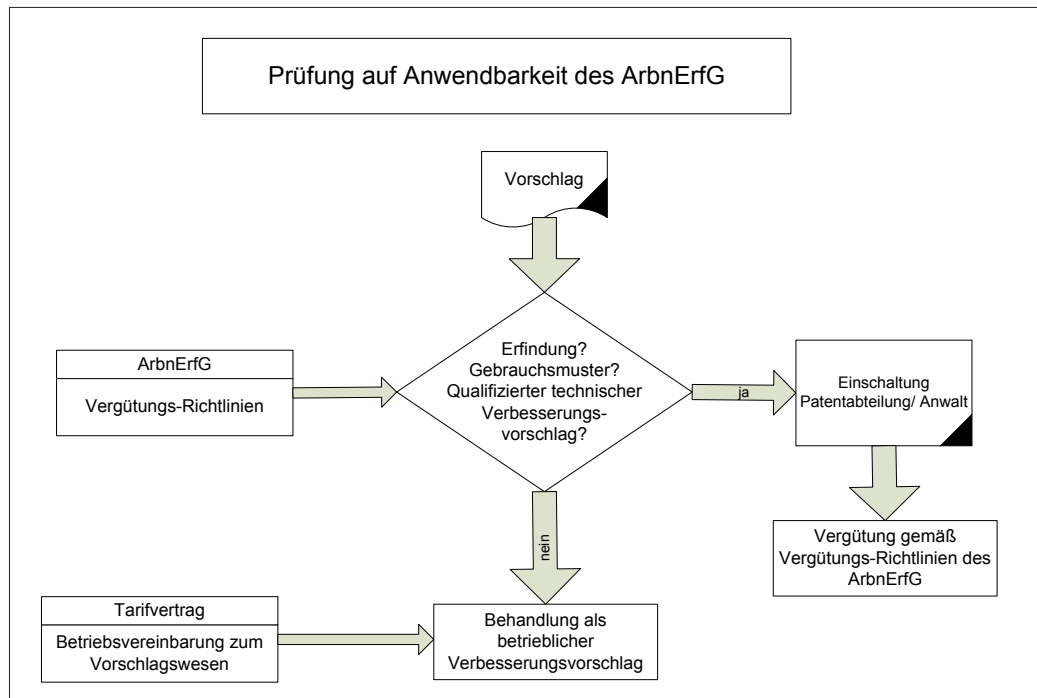 Prüfung auf Anwendbarkeit des ArbnErfG
Vorschlag
Erfindung?
Gebrauchsmuster?
Qualifizierter technischer
Verbesserungs-
vorschlag?
ArbnErfG
Vergütungs-Richtlinien
ja
Einschaltung
Patentabteilung/ Anwalt
Vergütung gemäß
Vergütungs-Richtlinien des
ArbnErfG
nein
Tarifvertrag
Betriebsvereinbarung zum
Vorschlagswesen
Behandlung als
betrieblicher
Verbesserungsvorschlag